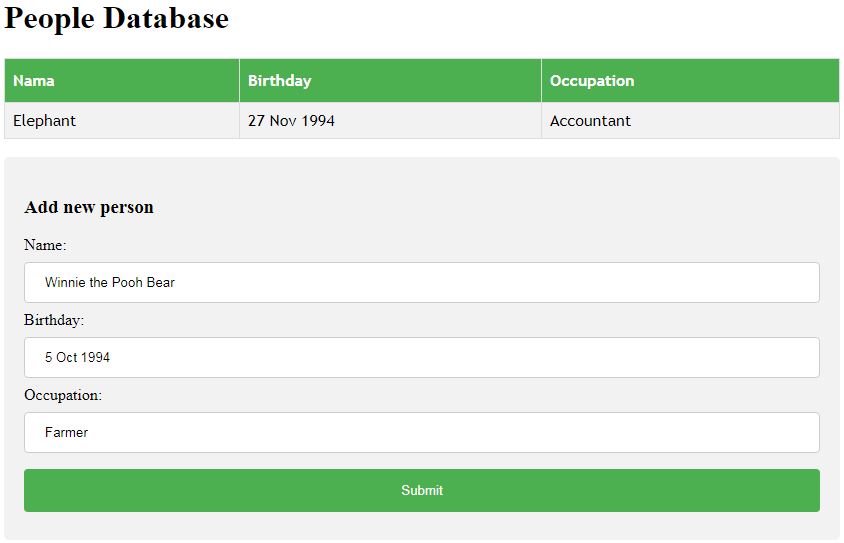 People Database
Nama Birthday Occupation
Elephant 27 Nov 1994 Accountant
Add new person
Name:
Winnie the Pooh Bear
Birthday:
5 Oct 1994
Occupation:
Farmer
Submit